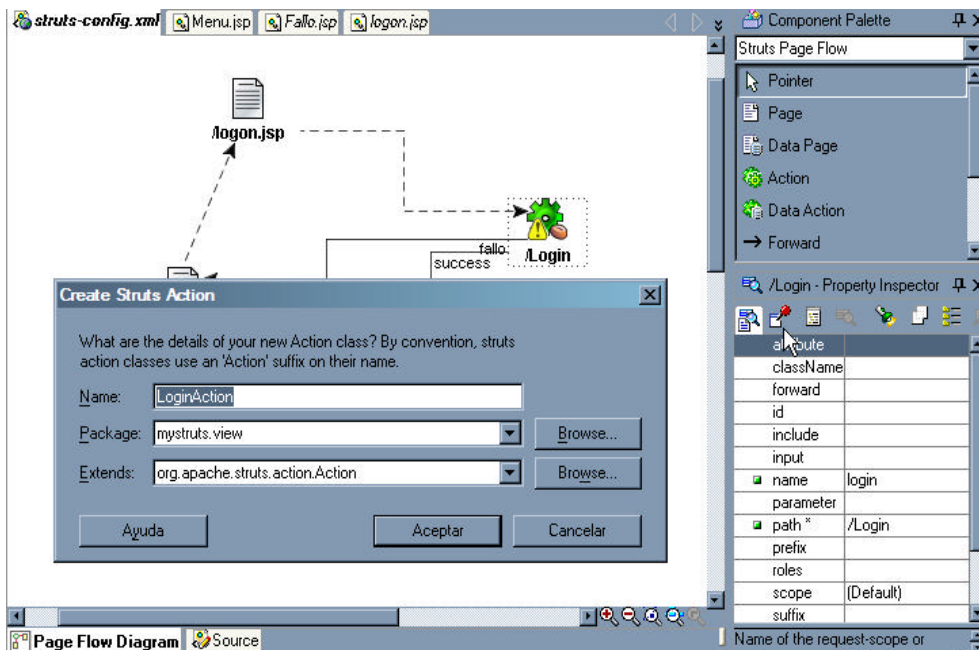 struts-config.xml Menu.jsp Fallo.jsp logon.jsp
/logon.jsp
fallo:
success
/Login
Create Struts Action
What are the details of your new Action class? By convention, struts
action classes use an 'Action' suffix on their name.
Name: LoginAction
Package: mystruts.view Browse...
Extends: org.apache.struts.action.Action Browse...
Ayuda Aceptar Cancelar
Page Flow Diagram Source
Component Palette
Struts Page Flow
Pointer
Page
Data Page
Action
Data Action
Forward
/Login - Property Inspector
attribute
className
forward
id
include
input
name login
parameter
path * /Login
prefix
roles
scope (Default)
suffix
Name of the request-scope or